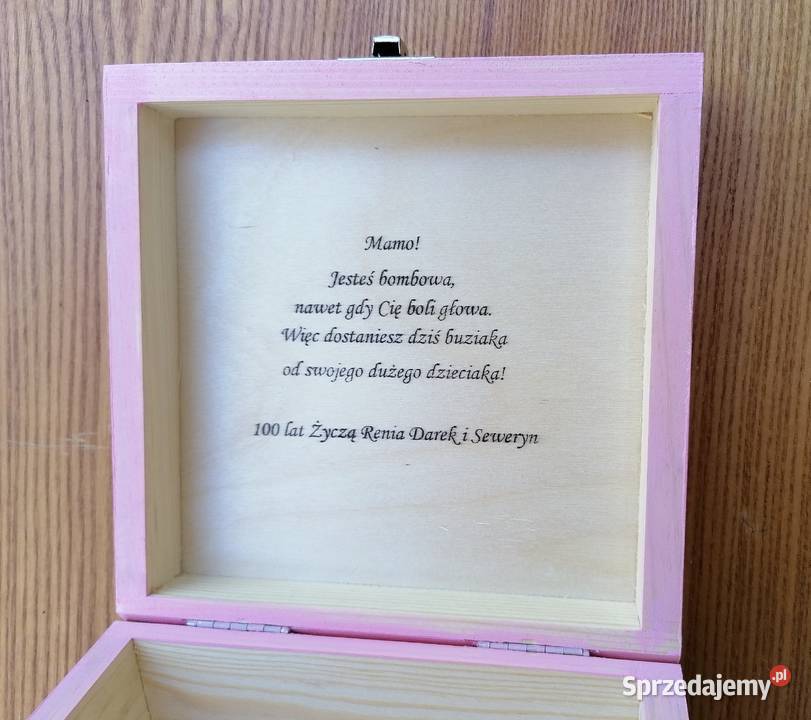 Mamo!
Jesteś bombowa,
nawet gdy Cię boli głowa.
Więc dostaniesz dziś buziaka
od swojego dużego dzieciaka!
100 lat Życzą Renia Darek i Seweryn
Sprzedajemy.pl